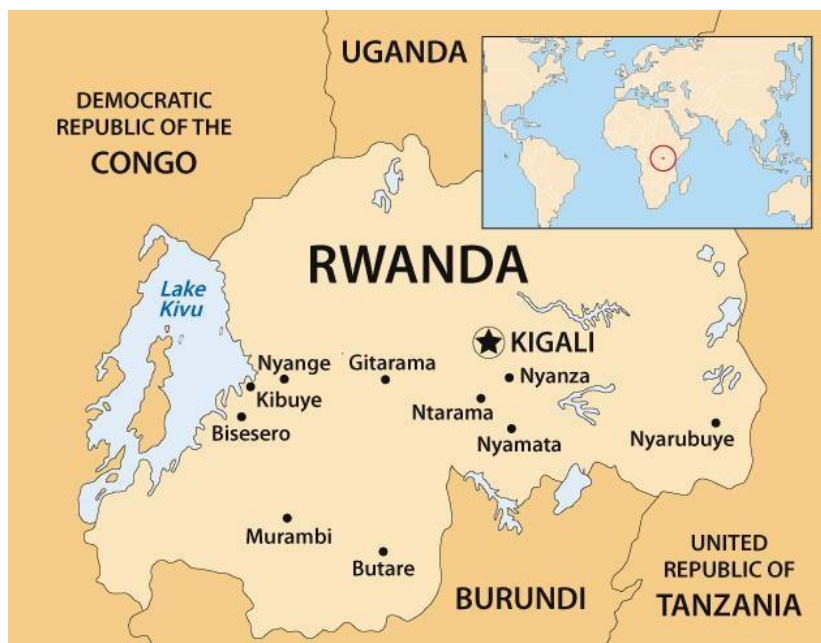 UGANDA
DEMOCRATIC
REPUBLIC OF THE
CONGO
RWANDA
Lake
Kivu
KIGALI
Nyange
Gitarama
Nyanza
Kibuye
Ntarama
Bisesero
Nyamata
Nyarubuye
Murambi
Butare
BURUNDI
UNITED
REPUBLIC OF
TANZANIA